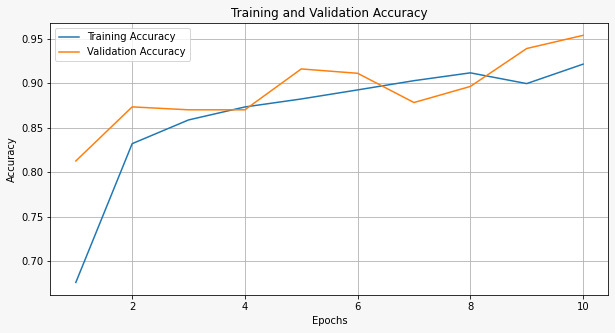 Training and Validation Accuracy
Training Accuracy
Validation Accuracy
0.95
0.90
0.85
0.80
0.75
0.70
Accuracy
2 4 6 8 10
Epochs